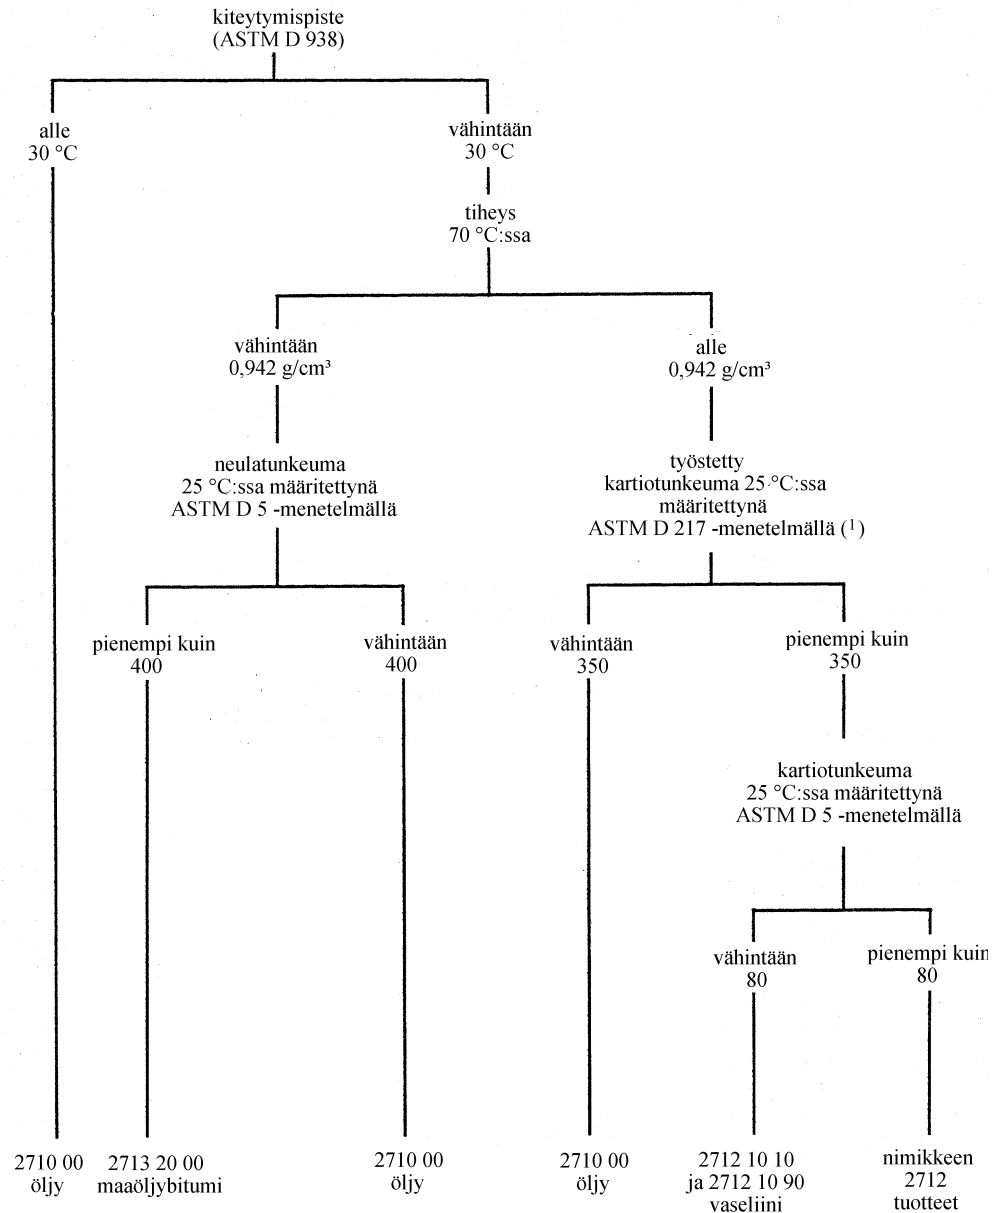 kiteytymispiste
(ASTM D 938)
alle
30 °C
vähintään
30 °C
tiheys
70 °C:ssa
vähintään
0,942 g/cm³
alle
0,942 g/cm³
neulatunkeuma
25 °C:ssa määritettynä
ASTM D 5 -menetelmällä
työstetty
kartiotunkeuma 25 °C:ssa
määritettynä
ASTM D 217 -menetelmällä (¹)
pienempi kuin
400
vähintään
400
vähintään
350
pienempi kuin
350
kartiotunkeuma
25 °C:ssa määritettynä
ASTM D 5 -menetelmällä
vähintään
80
pienempi kuin
80
2710 00
öljy
2713 20 00
maaöljybitumi
2710 00
öljy
2710 00
öljy
2712 10 10
ja 2712 10 90
vaseliini
nimikkeen
2712
tuotteet